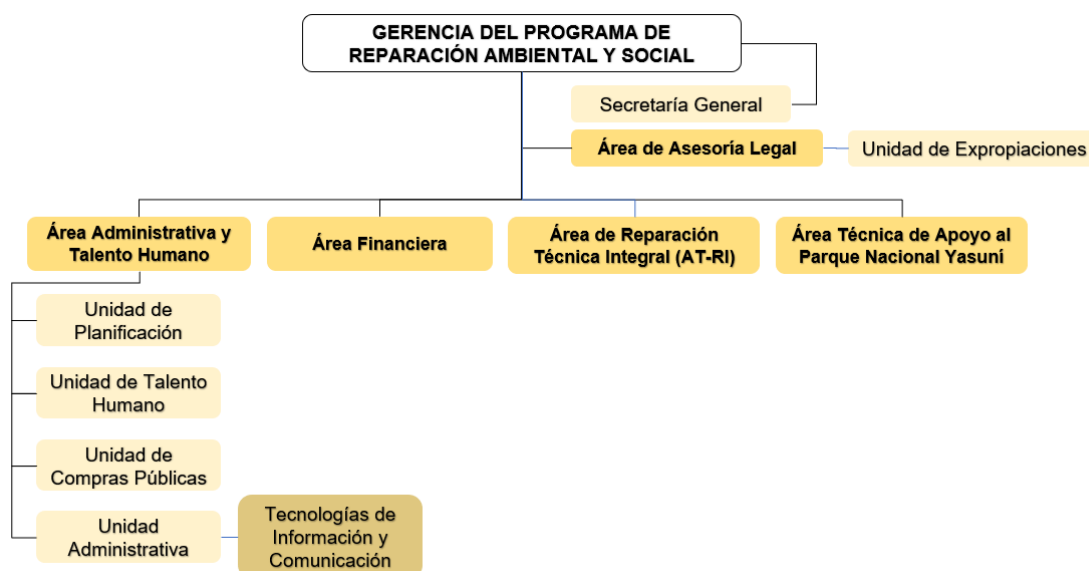 GERENCIA DEL PROGRAMA DE
REPARACIÓN AMBIENTAL Y SOCIAL
Secretaría General
Área de Asesoría Legal
Unidad de Expropiaciones
Área Administrativa y
Talento Humano
Área Financiera
Área de Reparación
Técnica Integral (AT-RI)
Área Técnica de Apoyo al
Parque Nacional Yasuní
Unidad de
Planificación
Unidad de Talento
Humano
Unidad de
Compras Públicas
Unidad
Administrativa
Tecnologías de
Información y
Comunicación